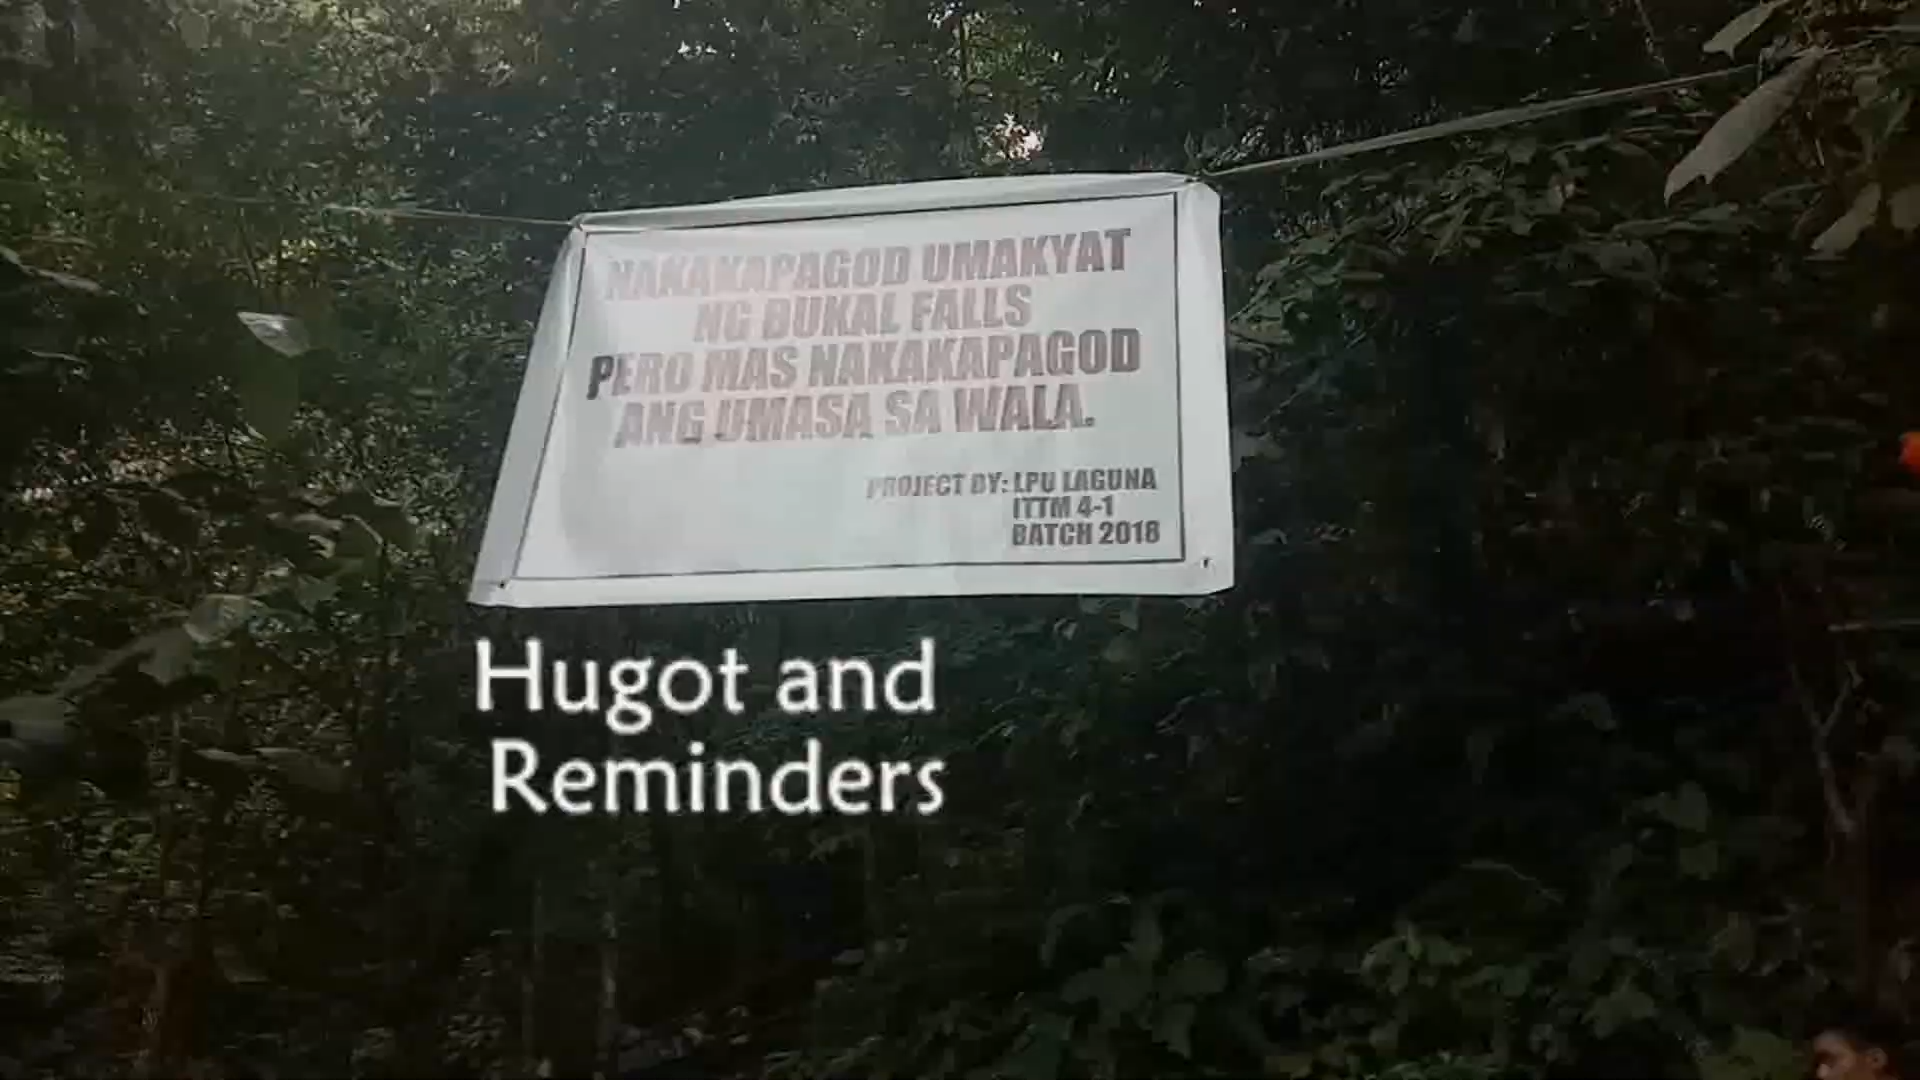 NAKAKAPAGOD UMAKYAT
NG BUKAL FALLS
PERO MAS NAKAKAPAGOD
ANG UMASA SA WALA.
PROJECT BY: LPU LAGUNA
ITTM 4-1
BATCH 2018
Hugot and
Reminders